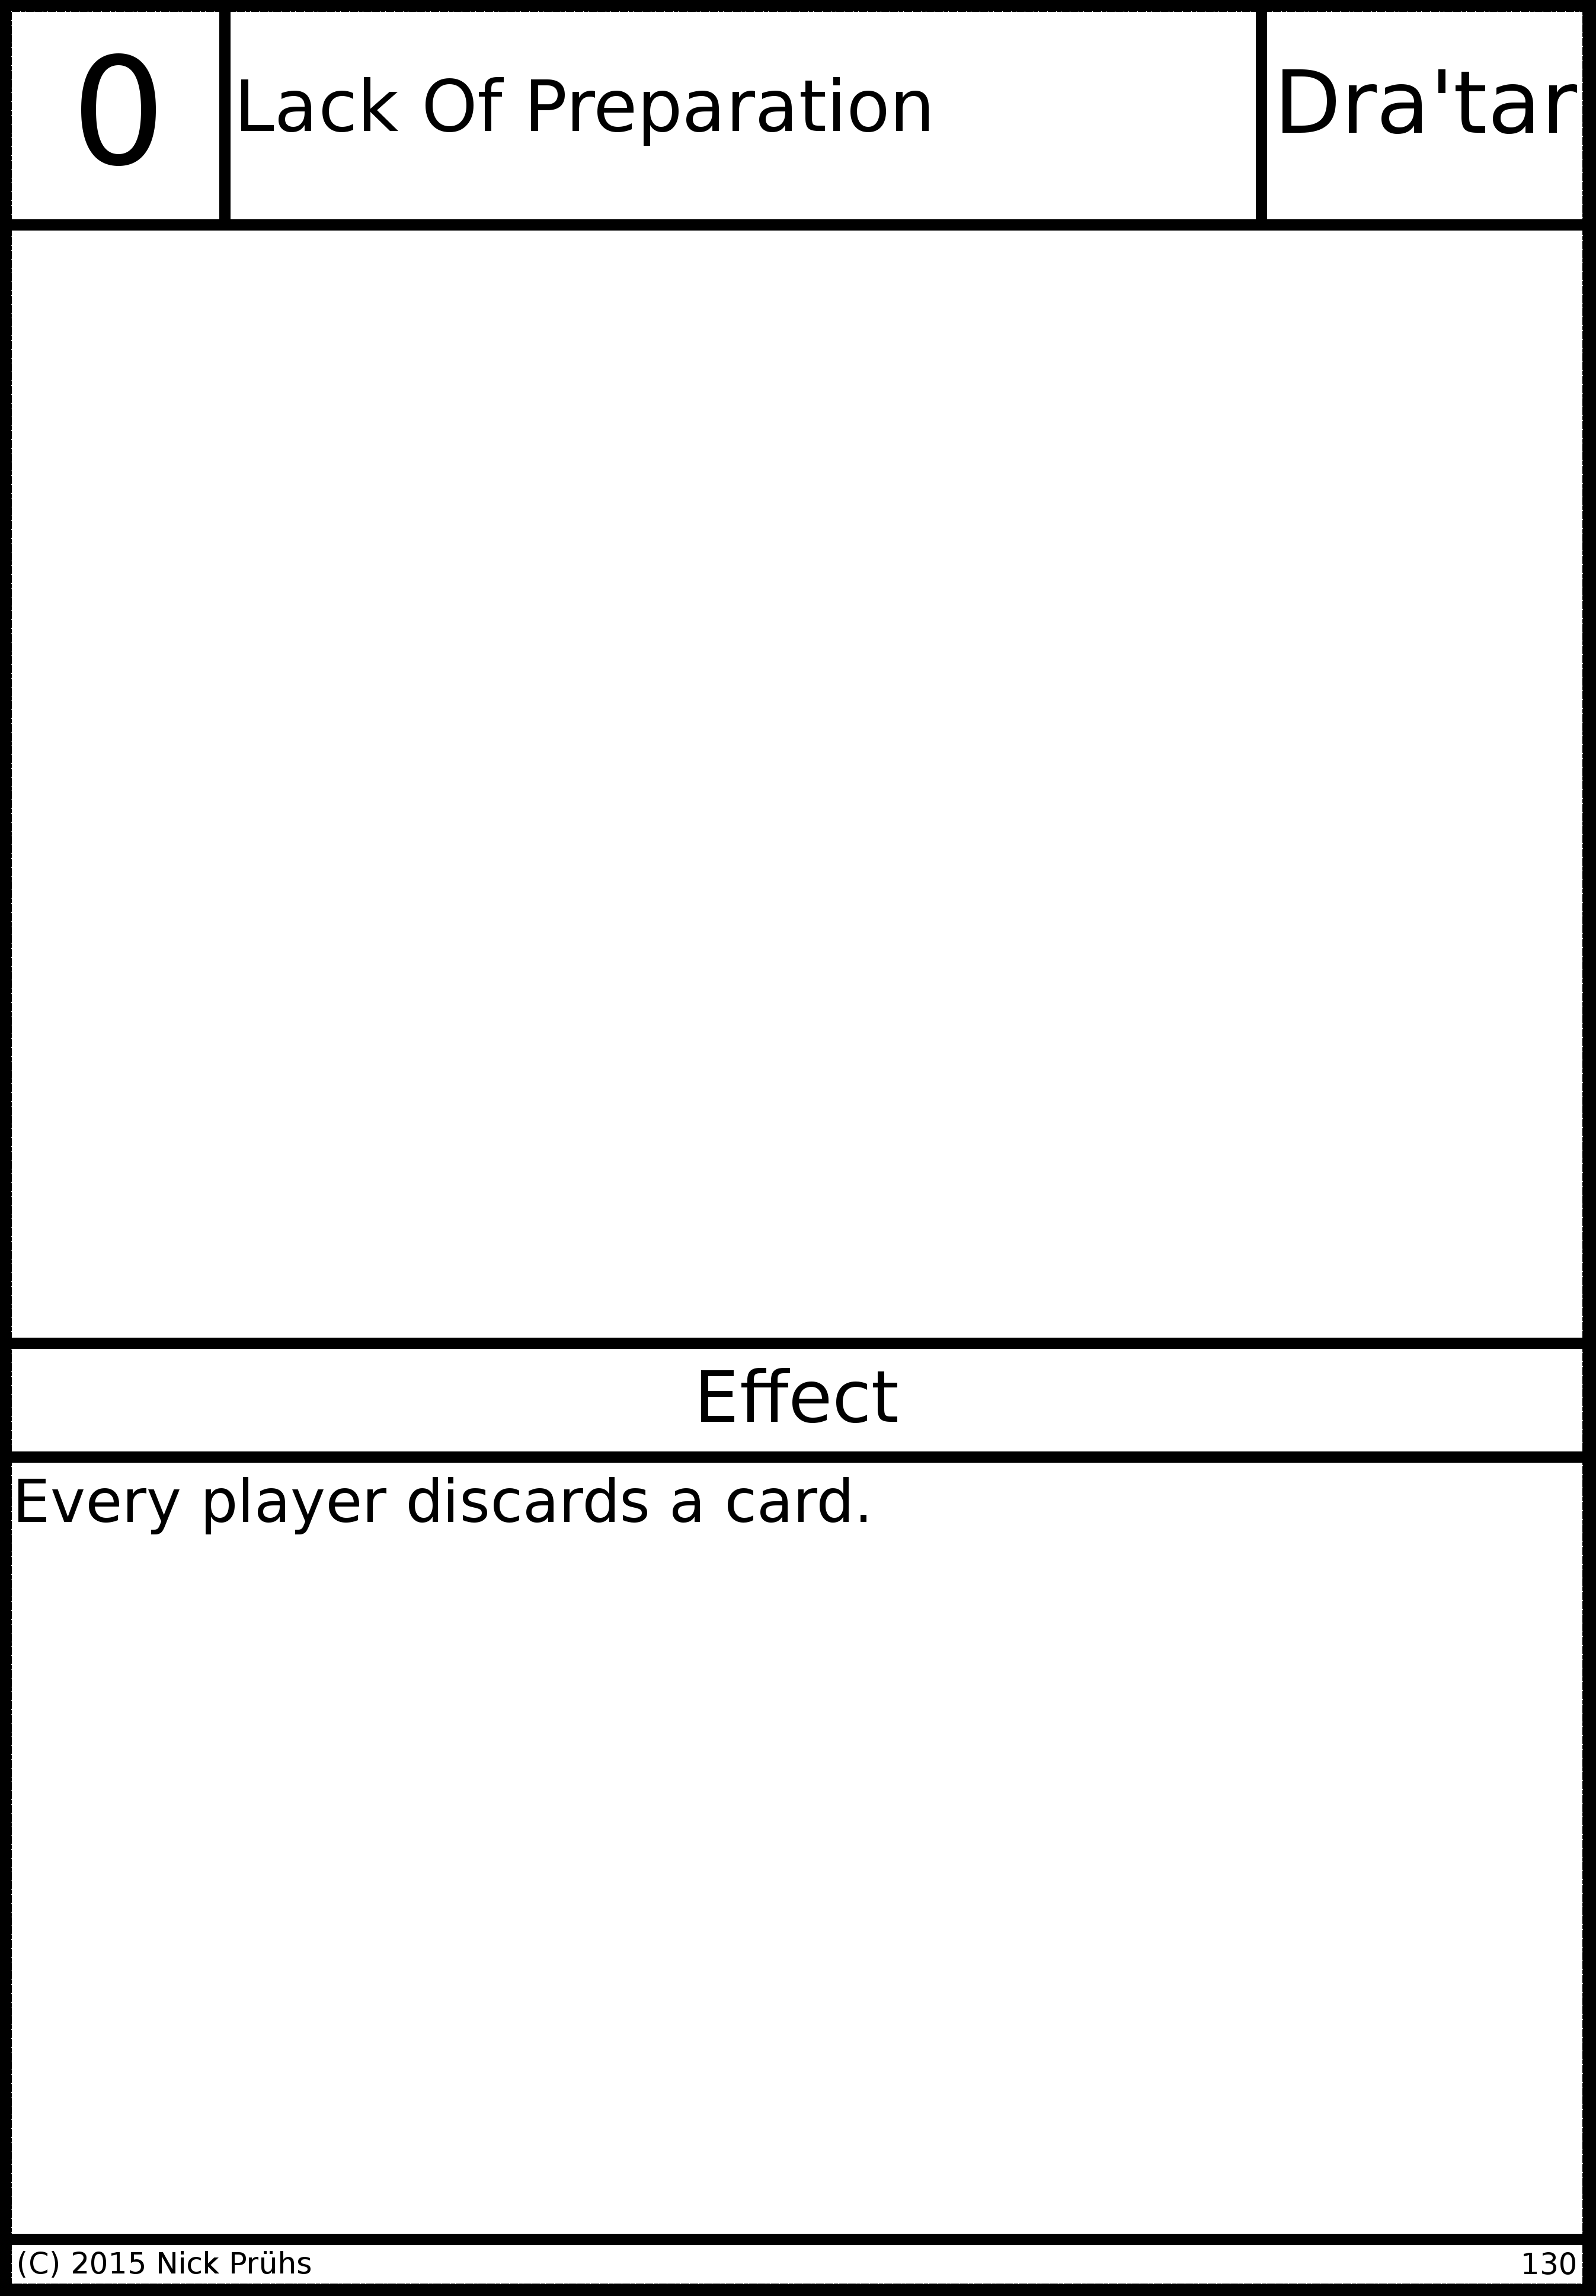 0
Lack Of Preparation
Dra'tar
Effect
Every player discards a card.
(C) 2015 Nick Prühs
130